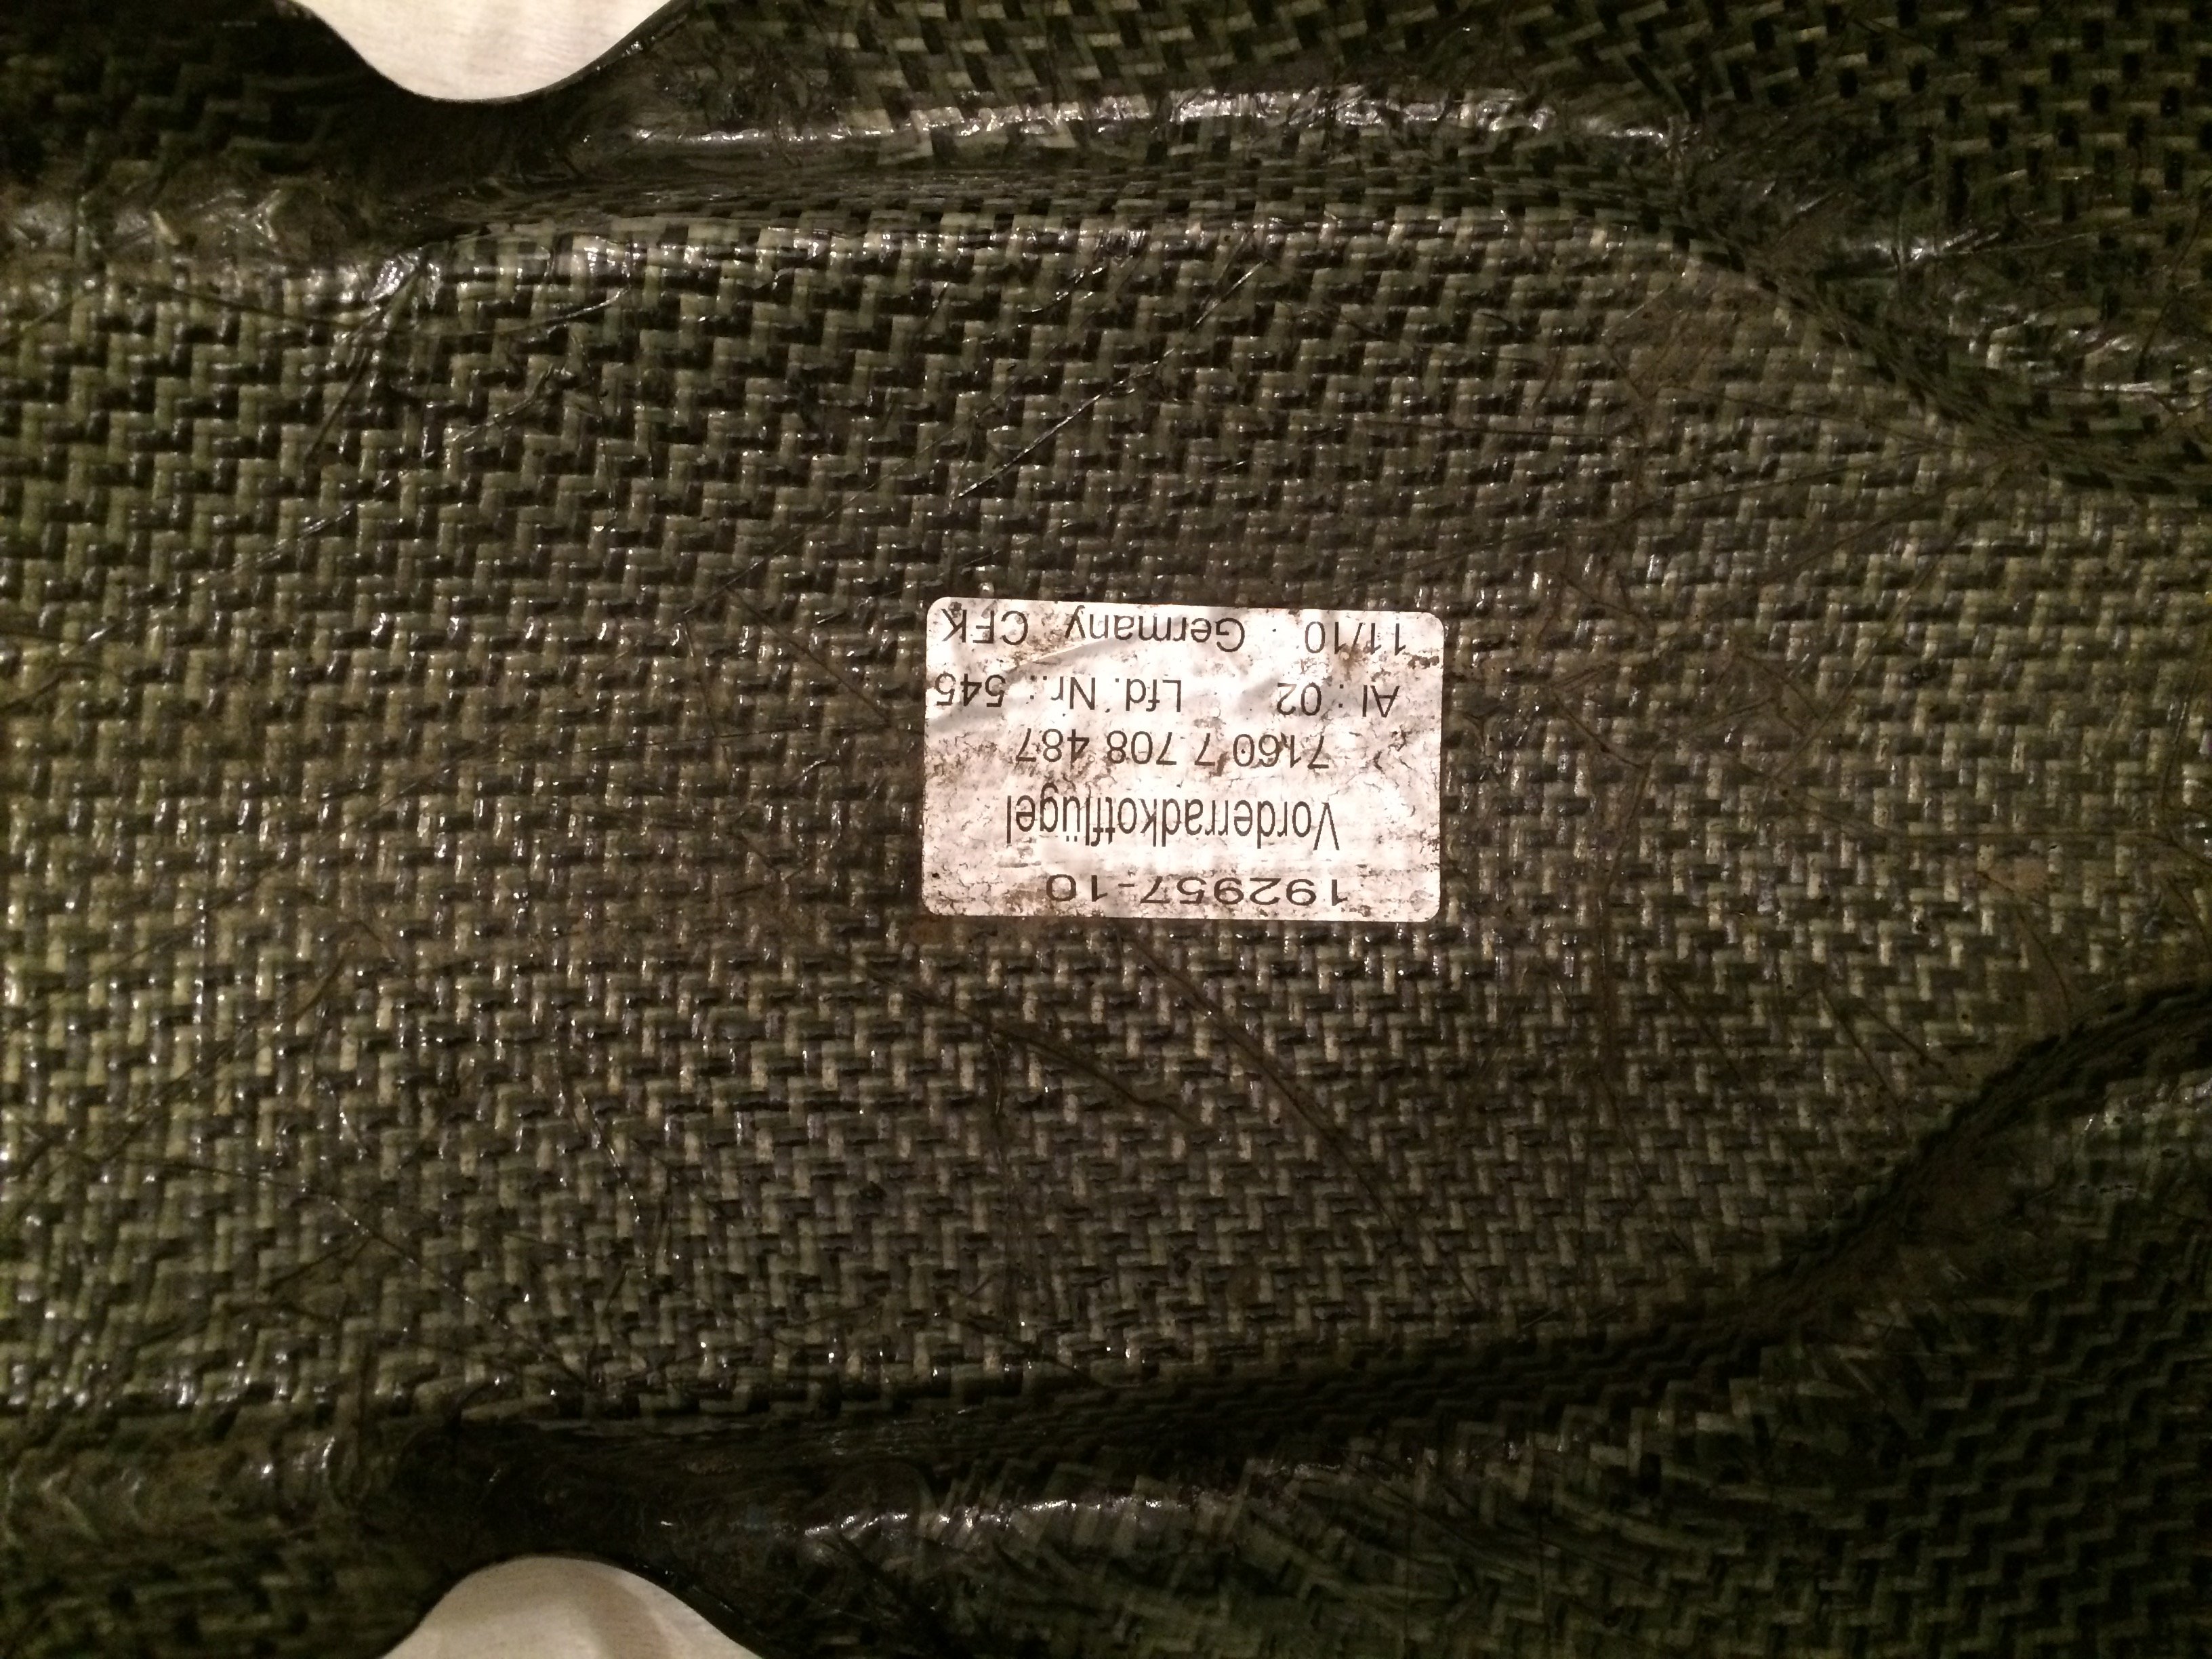 192957-10
Vorderradkotflügel
7160 7 708 487
AI : 02 Lfd. Nr.: 545
11/10 Germany CFK